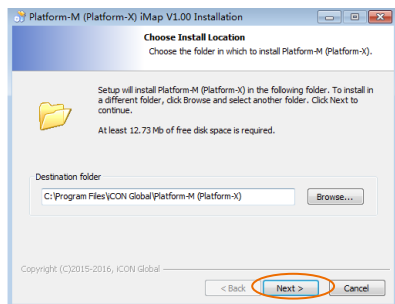 Platform-M (Platform-X) iMap V1.00 Installation
Choose Install Location
Choose the folder in which to install Platform-M (Platform-X).
Setup will install Platform-M (Platform-X) in the following folder. To install in
a different folder, click Browse and select another folder. Click Next to
continue.
At least 12.73 Mb of free disk space is required.
Destination folder
C:\Program Files\iCON Global\Platform-M (Platform-X)
Browse...
Copyright (C)2015-2016, iCON Global
< Back
Next >
Cancel